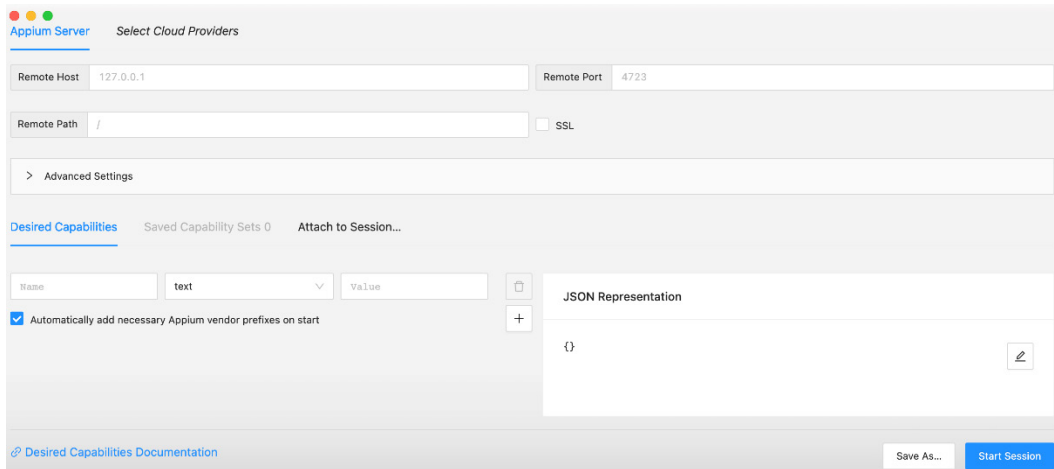 Appium Server Select Cloud Providers
Remote Host 127.0.0.1 Remote Port 4723
Remote Path / SSL
> Advanced Settings
Desired Capabilities Saved Capability Sets 0 Attach to Session...
Name text Value
JSON Representation
Automatically add necessary Appium vendor prefixes on start +
{}
Desired Capabilities Documentation
Save As... Start Session